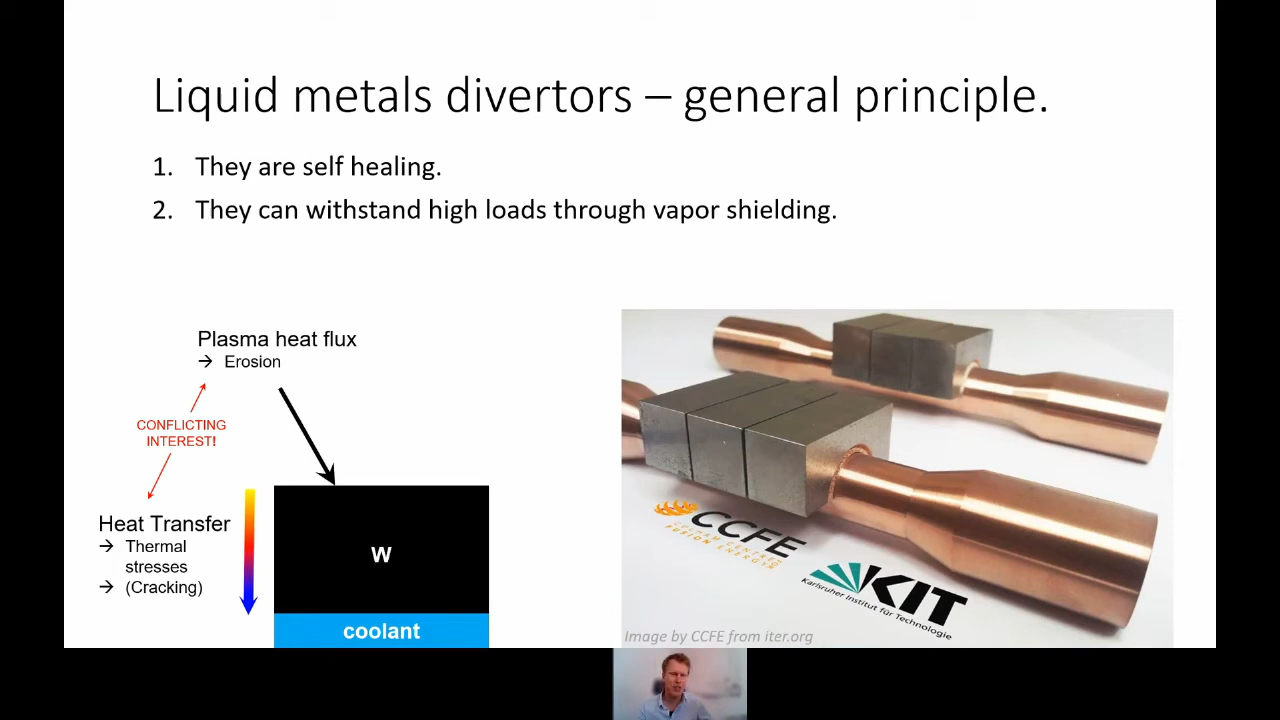 Liquid metals divertors – general principle.
1. They are self healing.
2. They can withstand high loads through vapor shielding.
Plasma heat flux
→ Erosion
CONFLICTING
INTEREST!
Heat Transfer
→ Thermal
stresses
→ (Cracking)
W
coolant
CCFE
CULHAM CENTRE
FUSION ENERGY
KIT
Karlsruher Institut für Technologie
Image by CCFE from iter.org